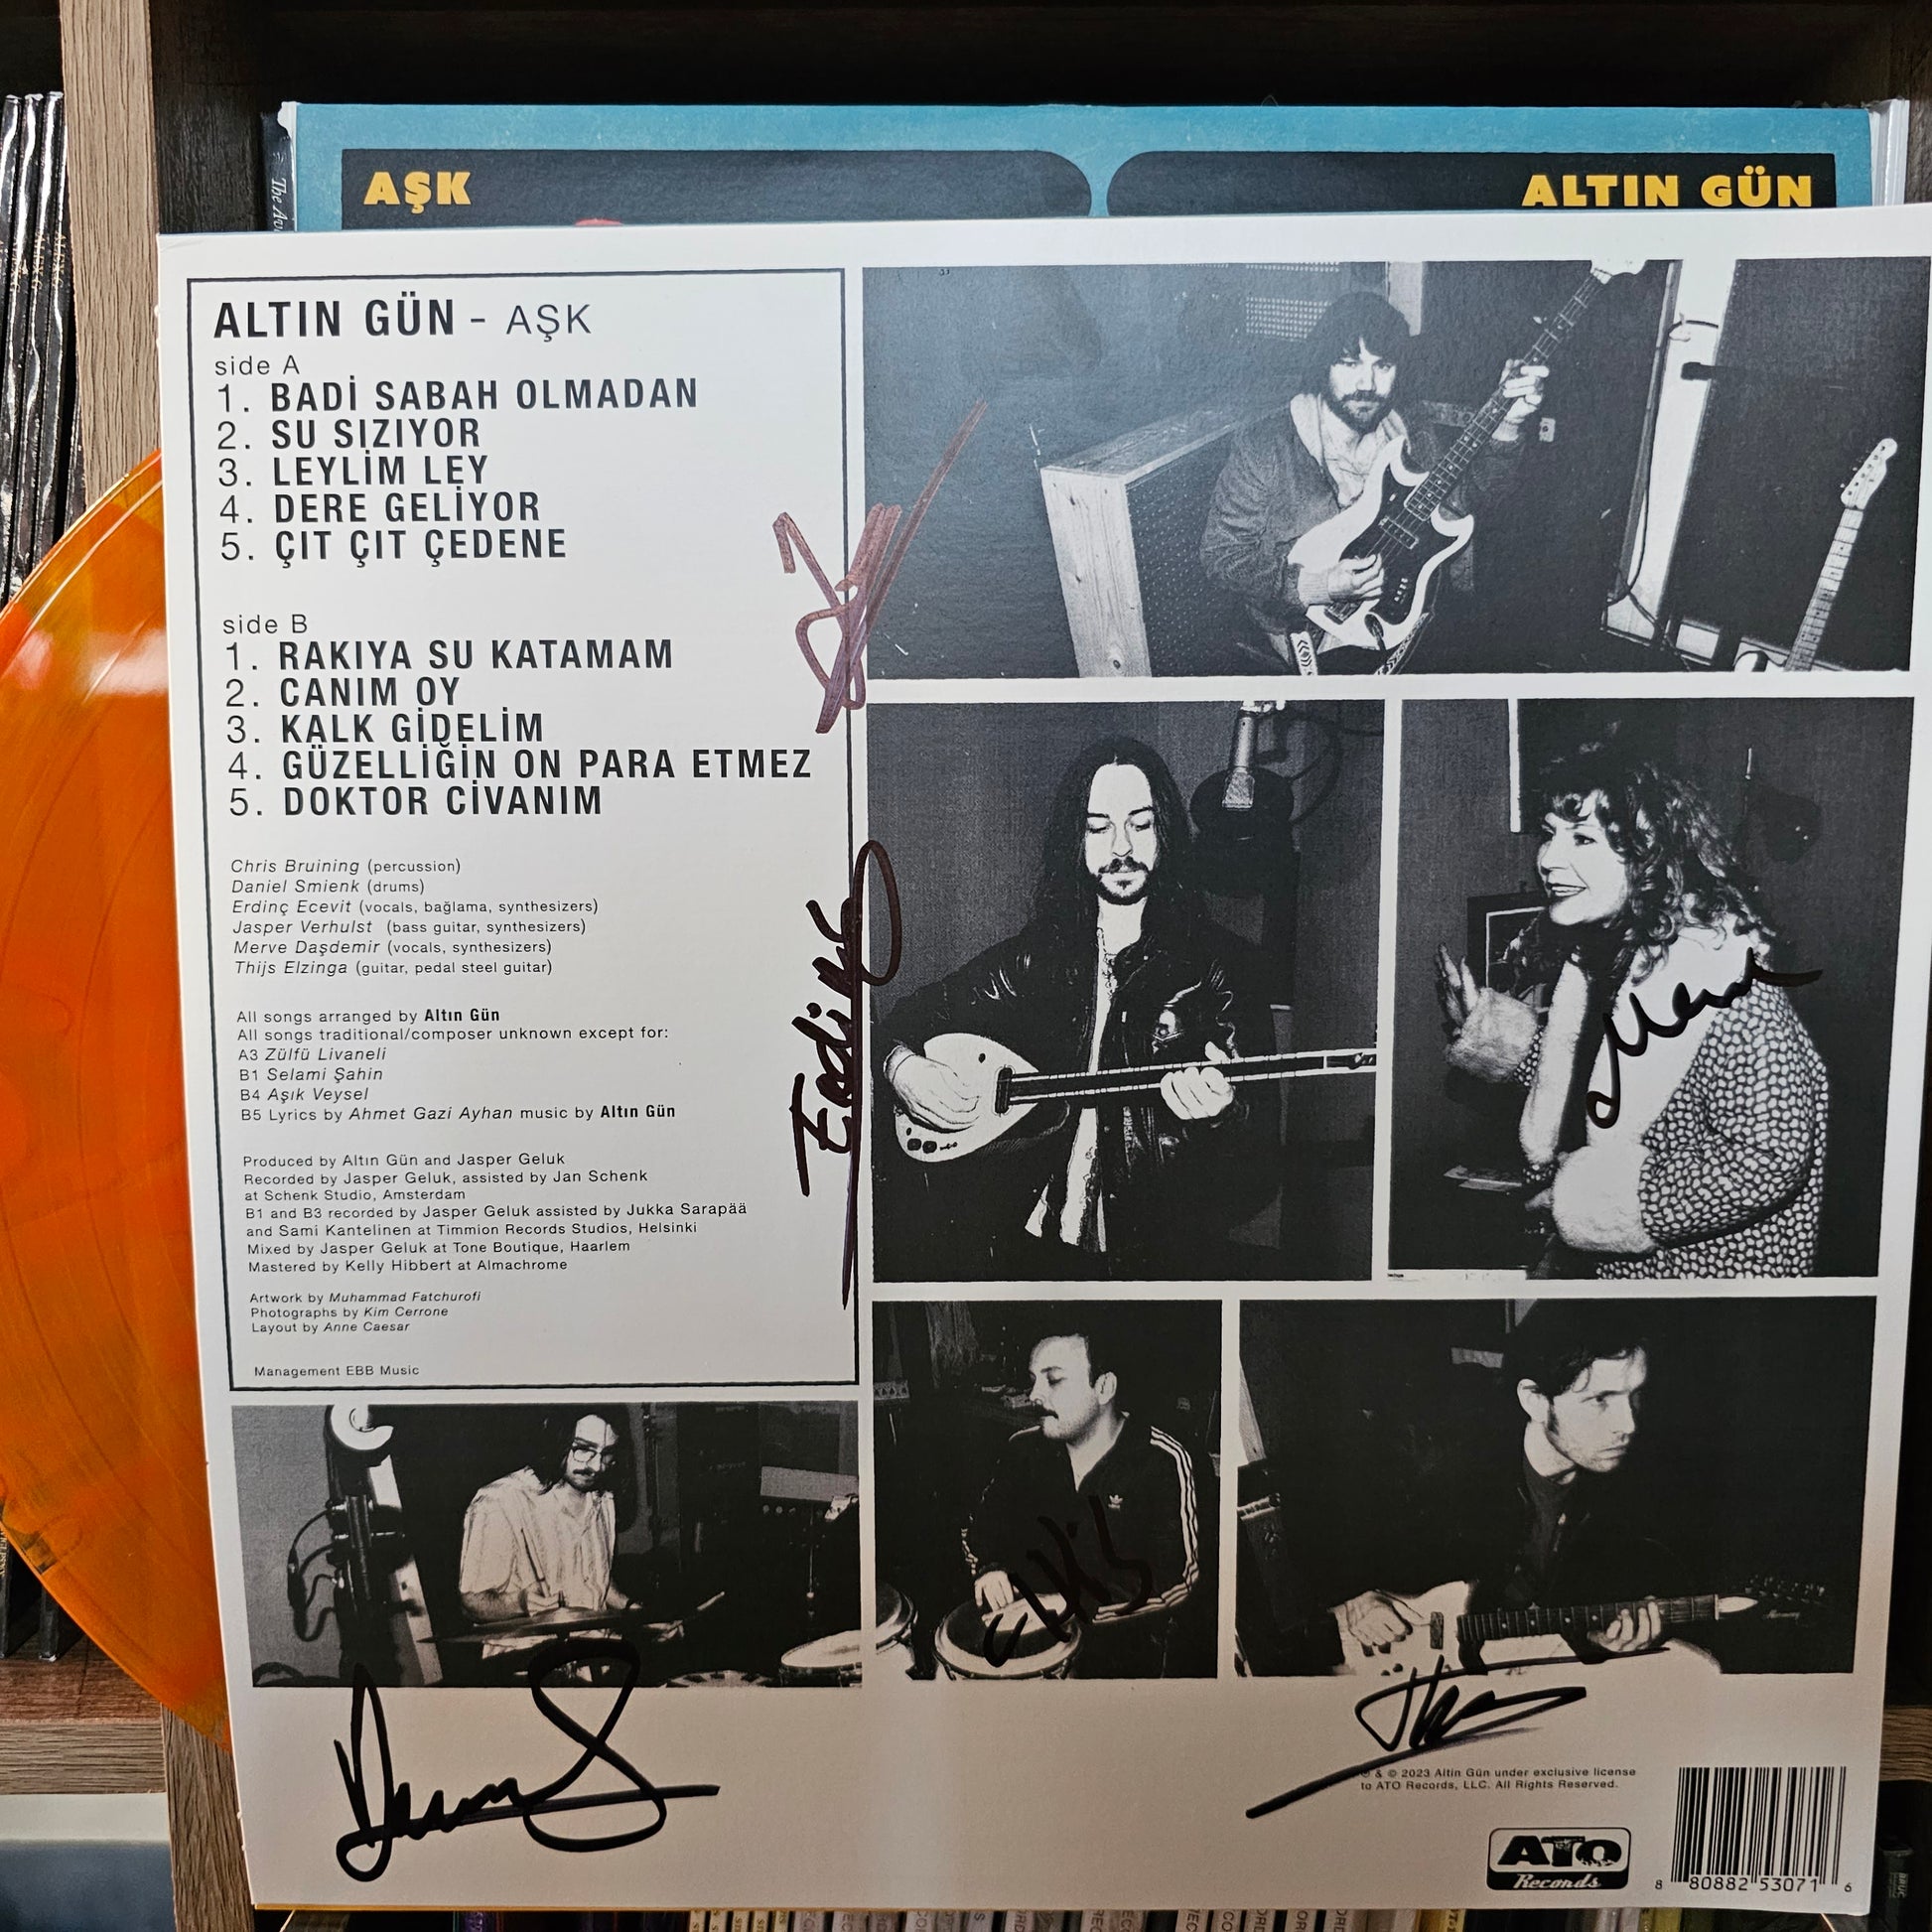 AŞK
ALTIN GÜN
ALTIN GÜN - AŞK
side A
1. BADİ SABAH OLMADAN
2. SU SIZIYOR
3. LEYLİM LEY
4. DERE GELİYOR
5. ÇIT ÇIT ÇEDENE
side B
1. RAKIYA SU KATAMAM
2. CANIM OY
3. KALK GİDELİM
4. GÜZELLİĞİN ON PARA ETMEZ
5. DOKTOR CİVANIM
Chris Bruining (percussion)
Daniel Smienk (drums)
Erdinç Ecevit (vocals, bağlama, synthesizers)
Jasper Verhulst (bass guitar, synthesizers)
Merve Daşdemir (vocals, synthesizers)
Thijs Elzinga (guitar, pedal steel guitar)
All songs arranged by Altın Gün
All songs traditional/composer unknown except for:
A3 Zülfü Livaneli
B1 Selami Şahin
B4 Aşık Veysel
B5 Lyrics by Ahmet Gazi Ayhan music by Altın Gün
Produced by Altın Gün and Jasper Geluk
Recorded by Jasper Geluk, assisted by Jan Schenk
at Schenk Studio, Amsterdam
B1 and B3 recorded by Jasper Geluk assisted by Jukka Sarapää
and Sami Kantelinen at Timmion Records Studios, Helsinki
Mixed by Jasper Geluk at Tone Boutique, Haarlem
Mastered by Kelly Hibbert at Almachrome
Artwork by Muhammad Fatchurofi
Photographs by Kim Cerrone
Layout by Anne Caesar
Management EBB Music
& © 2023 Altin Gün under exclusive license
to ATO Records, LLC. All Rights Reserved.
ATO
Records
8 80882 53071 6